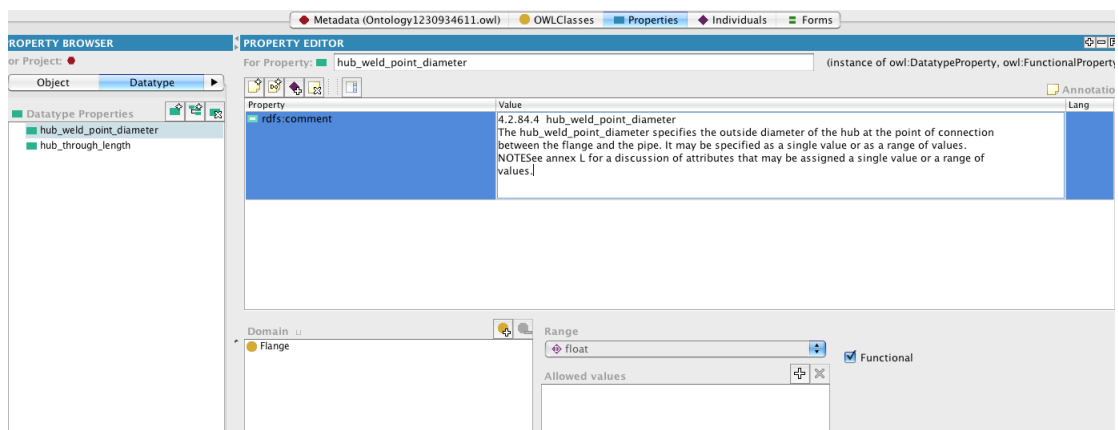 Metadata (Ontology1230934611.owl) OWLClasses Properties Individuals Forms
ROPERTY BROWSER
or Project:
Object Datatype
Datatype Properties
hub_weld_point_diameter
hub_through_length
PROPERTY EDITOR
For Property: hub_weld_point_diameter (instance of owl:DatatypeProperty, owl:FunctionalProperty
Annotatio
Property Value Lang
rdfs:comment
4.2.84.4 hub_weld_point_diameter
The hub_weld_point_diameter specifies the outside diameter of the hub at the point of connection
between the flange and the pipe. It may be specified as a single value or as a range of values.
NOTESee annex L for a discussion of attributes that may be assigned a single value or a range of
values.
Domain
Flange
Range
float
Functional
Allowed values